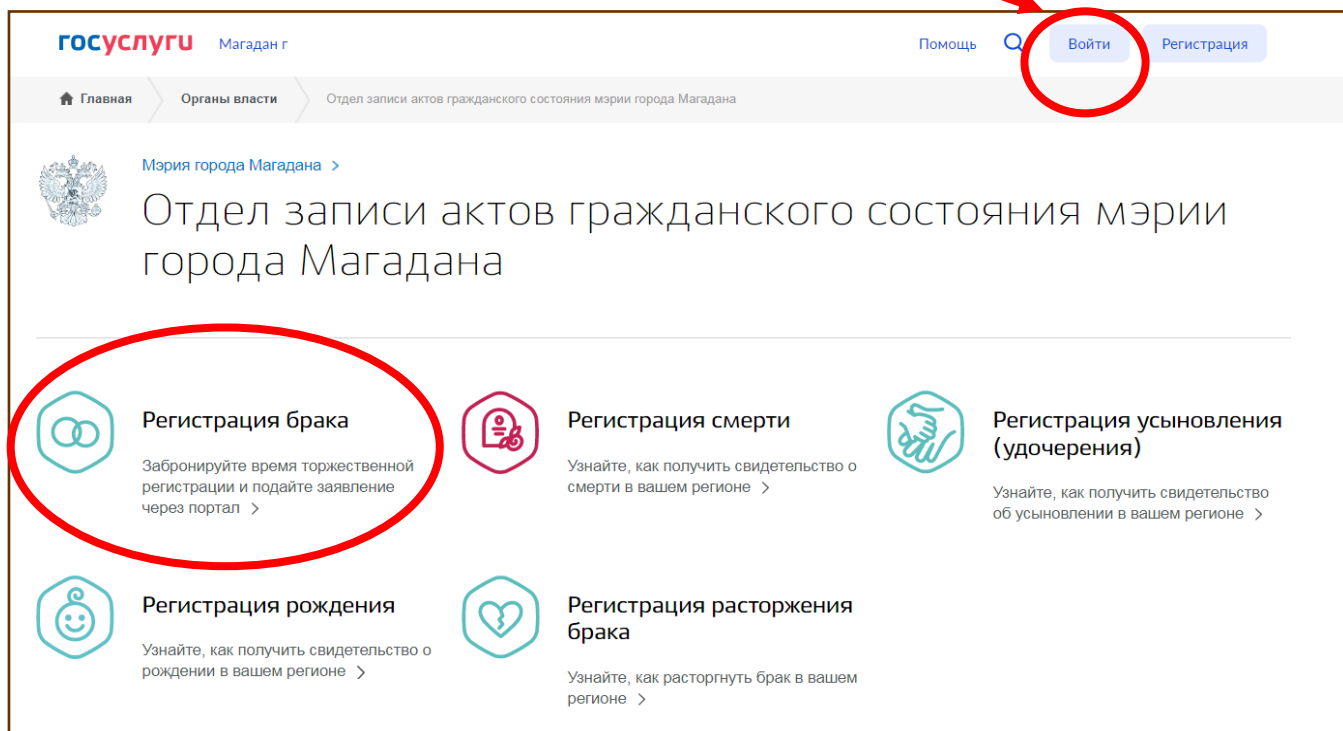 госуслуги Магадан г Помощь Войти Регистрация
Главная Органы власти Отдел записи актов гражданского состояния мэрии города Магадана
Мэрия города Магадана >
Отдел записи актов гражданского состояния мэрии
города Магадана
Регистрация брака
Забронируйте время торжественной
регистрации и подайте заявление
через портал >
Регистрация смерти
Узнайте, как получить свидетельство о
смерти в вашем регионе >
Регистрация усыновления
(удочерения)
Узнайте, как получить свидетельство
об усыновлении в вашем регионе >
Регистрация рождения
Узнайте, как получить свидетельство о
рождении в вашем регионе >
Регистрация расторжения
брака
Узнайте, как расторгнуть брак в вашем
регионе >